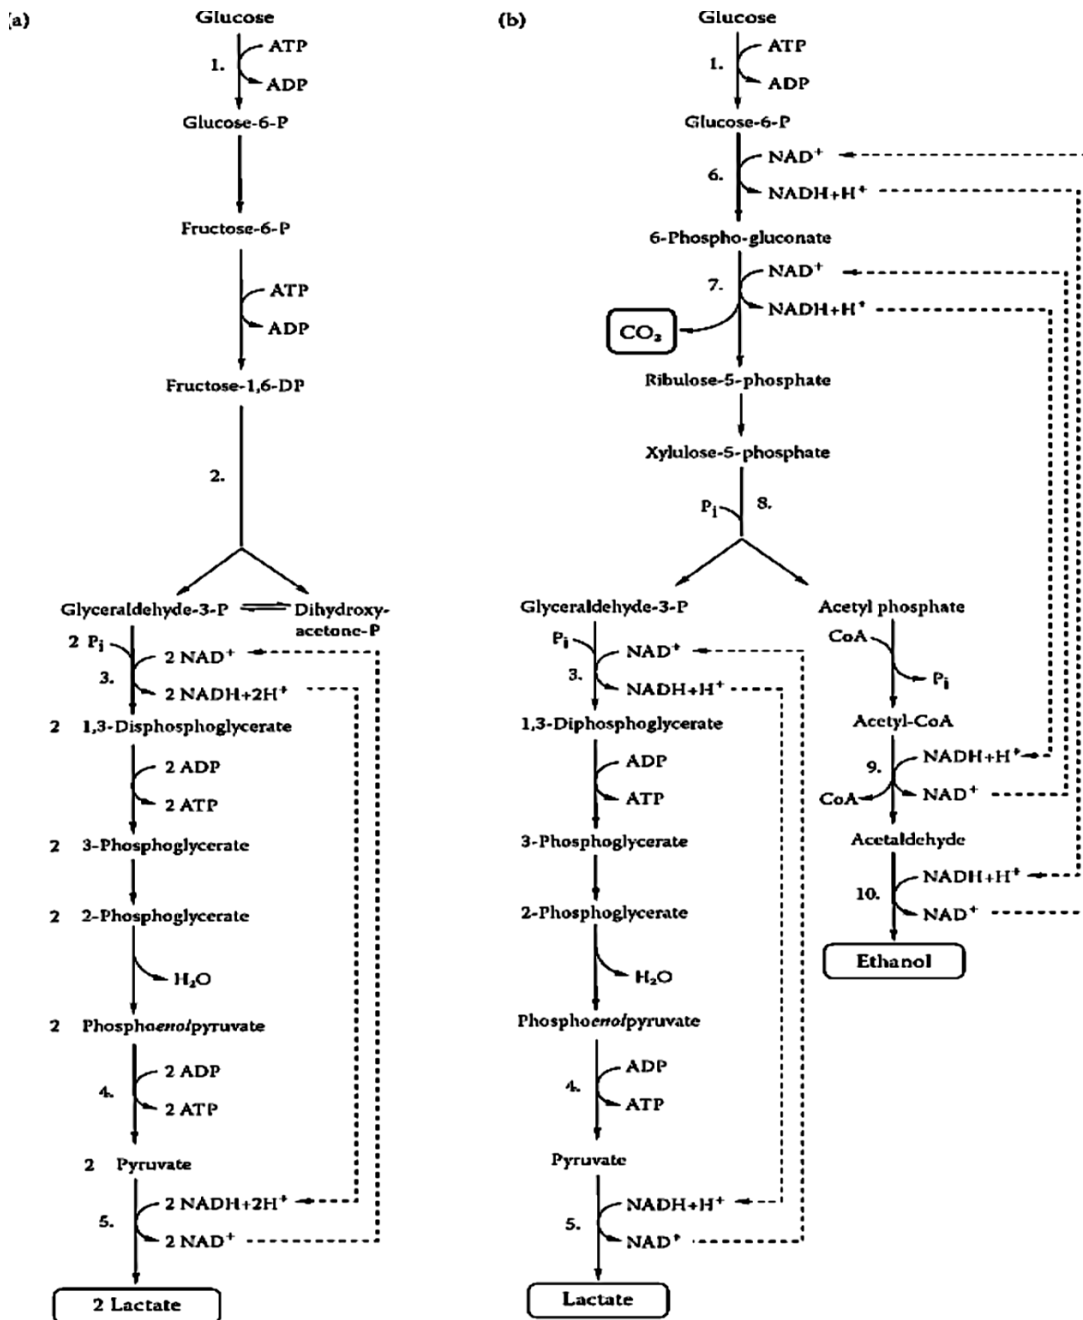 (a)
Glucose
ATP
1.
ADP
Glucose-6-P
Fructose-6-P
ATP
ADP
Fructose-1,6-DP
2.
Glyceraldehyde-3-P
Dihydroxy-
acetone-P
2 Pi
2 NAD+
3.
2 NADH+2H+
2 1,3-Disphosphoglycerate
2 ADP
2 ATP
2 3-Phosphoglycerate
2 2-Phosphoglycerate
H₂O
2 Phosphoenolpyruvate
2 ADP
4.
2 ATP
2 Pyruvate
2 NADH+2H+
5.
2 NAD+
2 Lactate
(b)
Glucose
ATP
1.
ADP
Glucose-6-P
NAD+
6.
NADH+H+
6-Phospho-gluconate
NAD+
7.
NADH+H+
CO₂
Ribulose-5-phosphate
Xylulose-5-phosphate
Pi
8.
Glyceraldehyde-3-P
Pi
NAD+
3.
NADH+H+
1,3-Diphosphoglycerate
ADP
ATP
3-Phosphoglycerate
2-Phosphoglycerate
H₂O
Phosphoenolpyruvate
ADP
4.
ATP
Pyruvate
NADH+H+
5.
NAD+
Lactate
Acetyl phosphate
CoA
Pi
Acetyl-CoA
NADH+H+
9.
CoA
NAD+
Acetaldehyde
NADH+H+
10.
NAD+
Ethanol